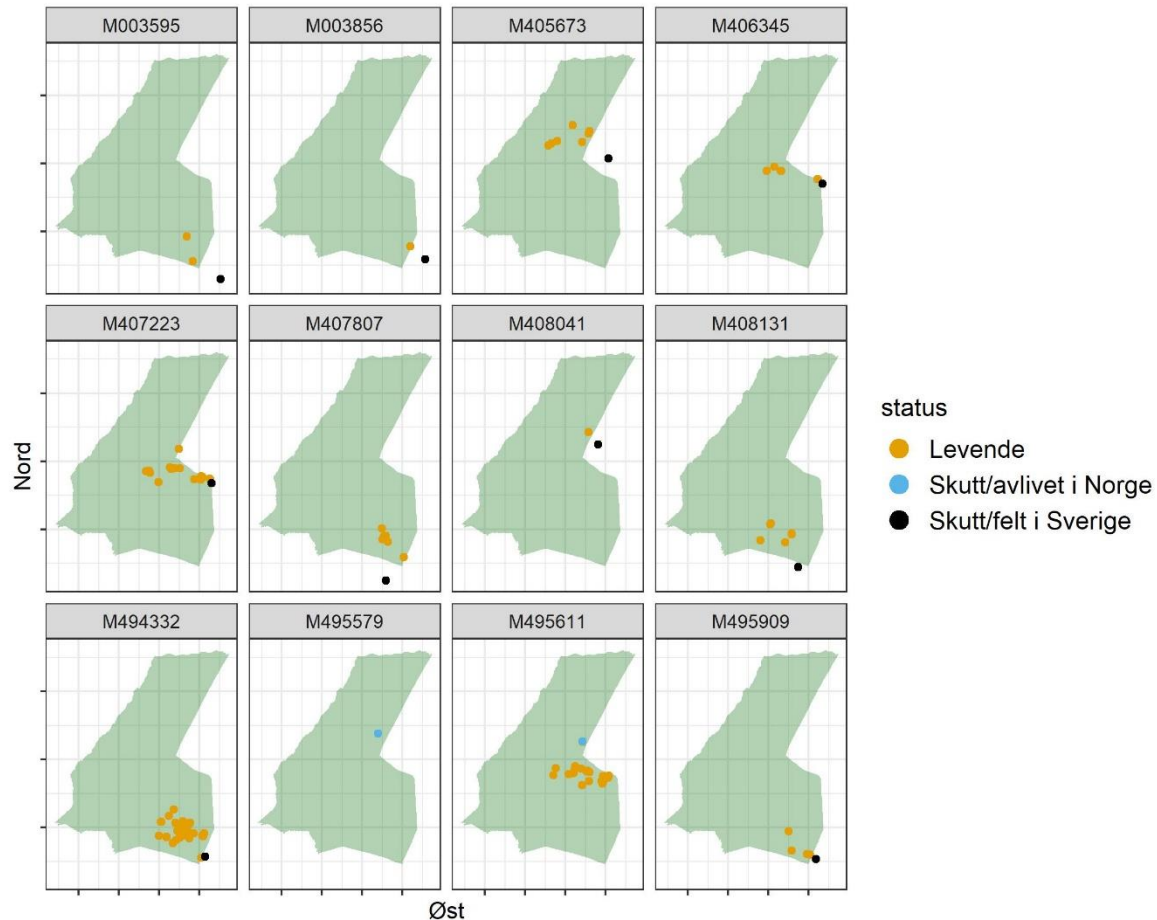 M003595 M003856 M405673 M406345
M407223 M407807 M408041 M408131
M494332 M495579 M495611 M495909
Nord
Øst
status
Levende
Skutt/avlivet i Norge
Skutt/felt i Sverige